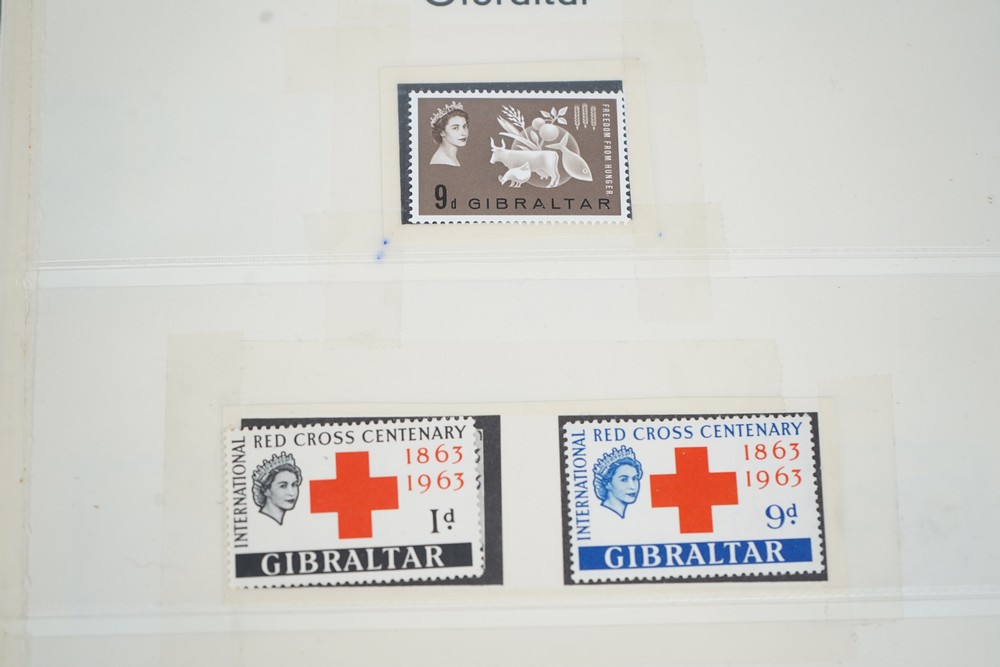 Gibraltar
FREEDOM FROM HUNGER
9d GIBRALTAR
INTERNATIONAL
RED CROSS CENTENARY
1863
1963
1d
GIBRALTAR
INTERNATIONAL
RED CROSS CENTENARY
1863
1963
9d
GIBRALTAR